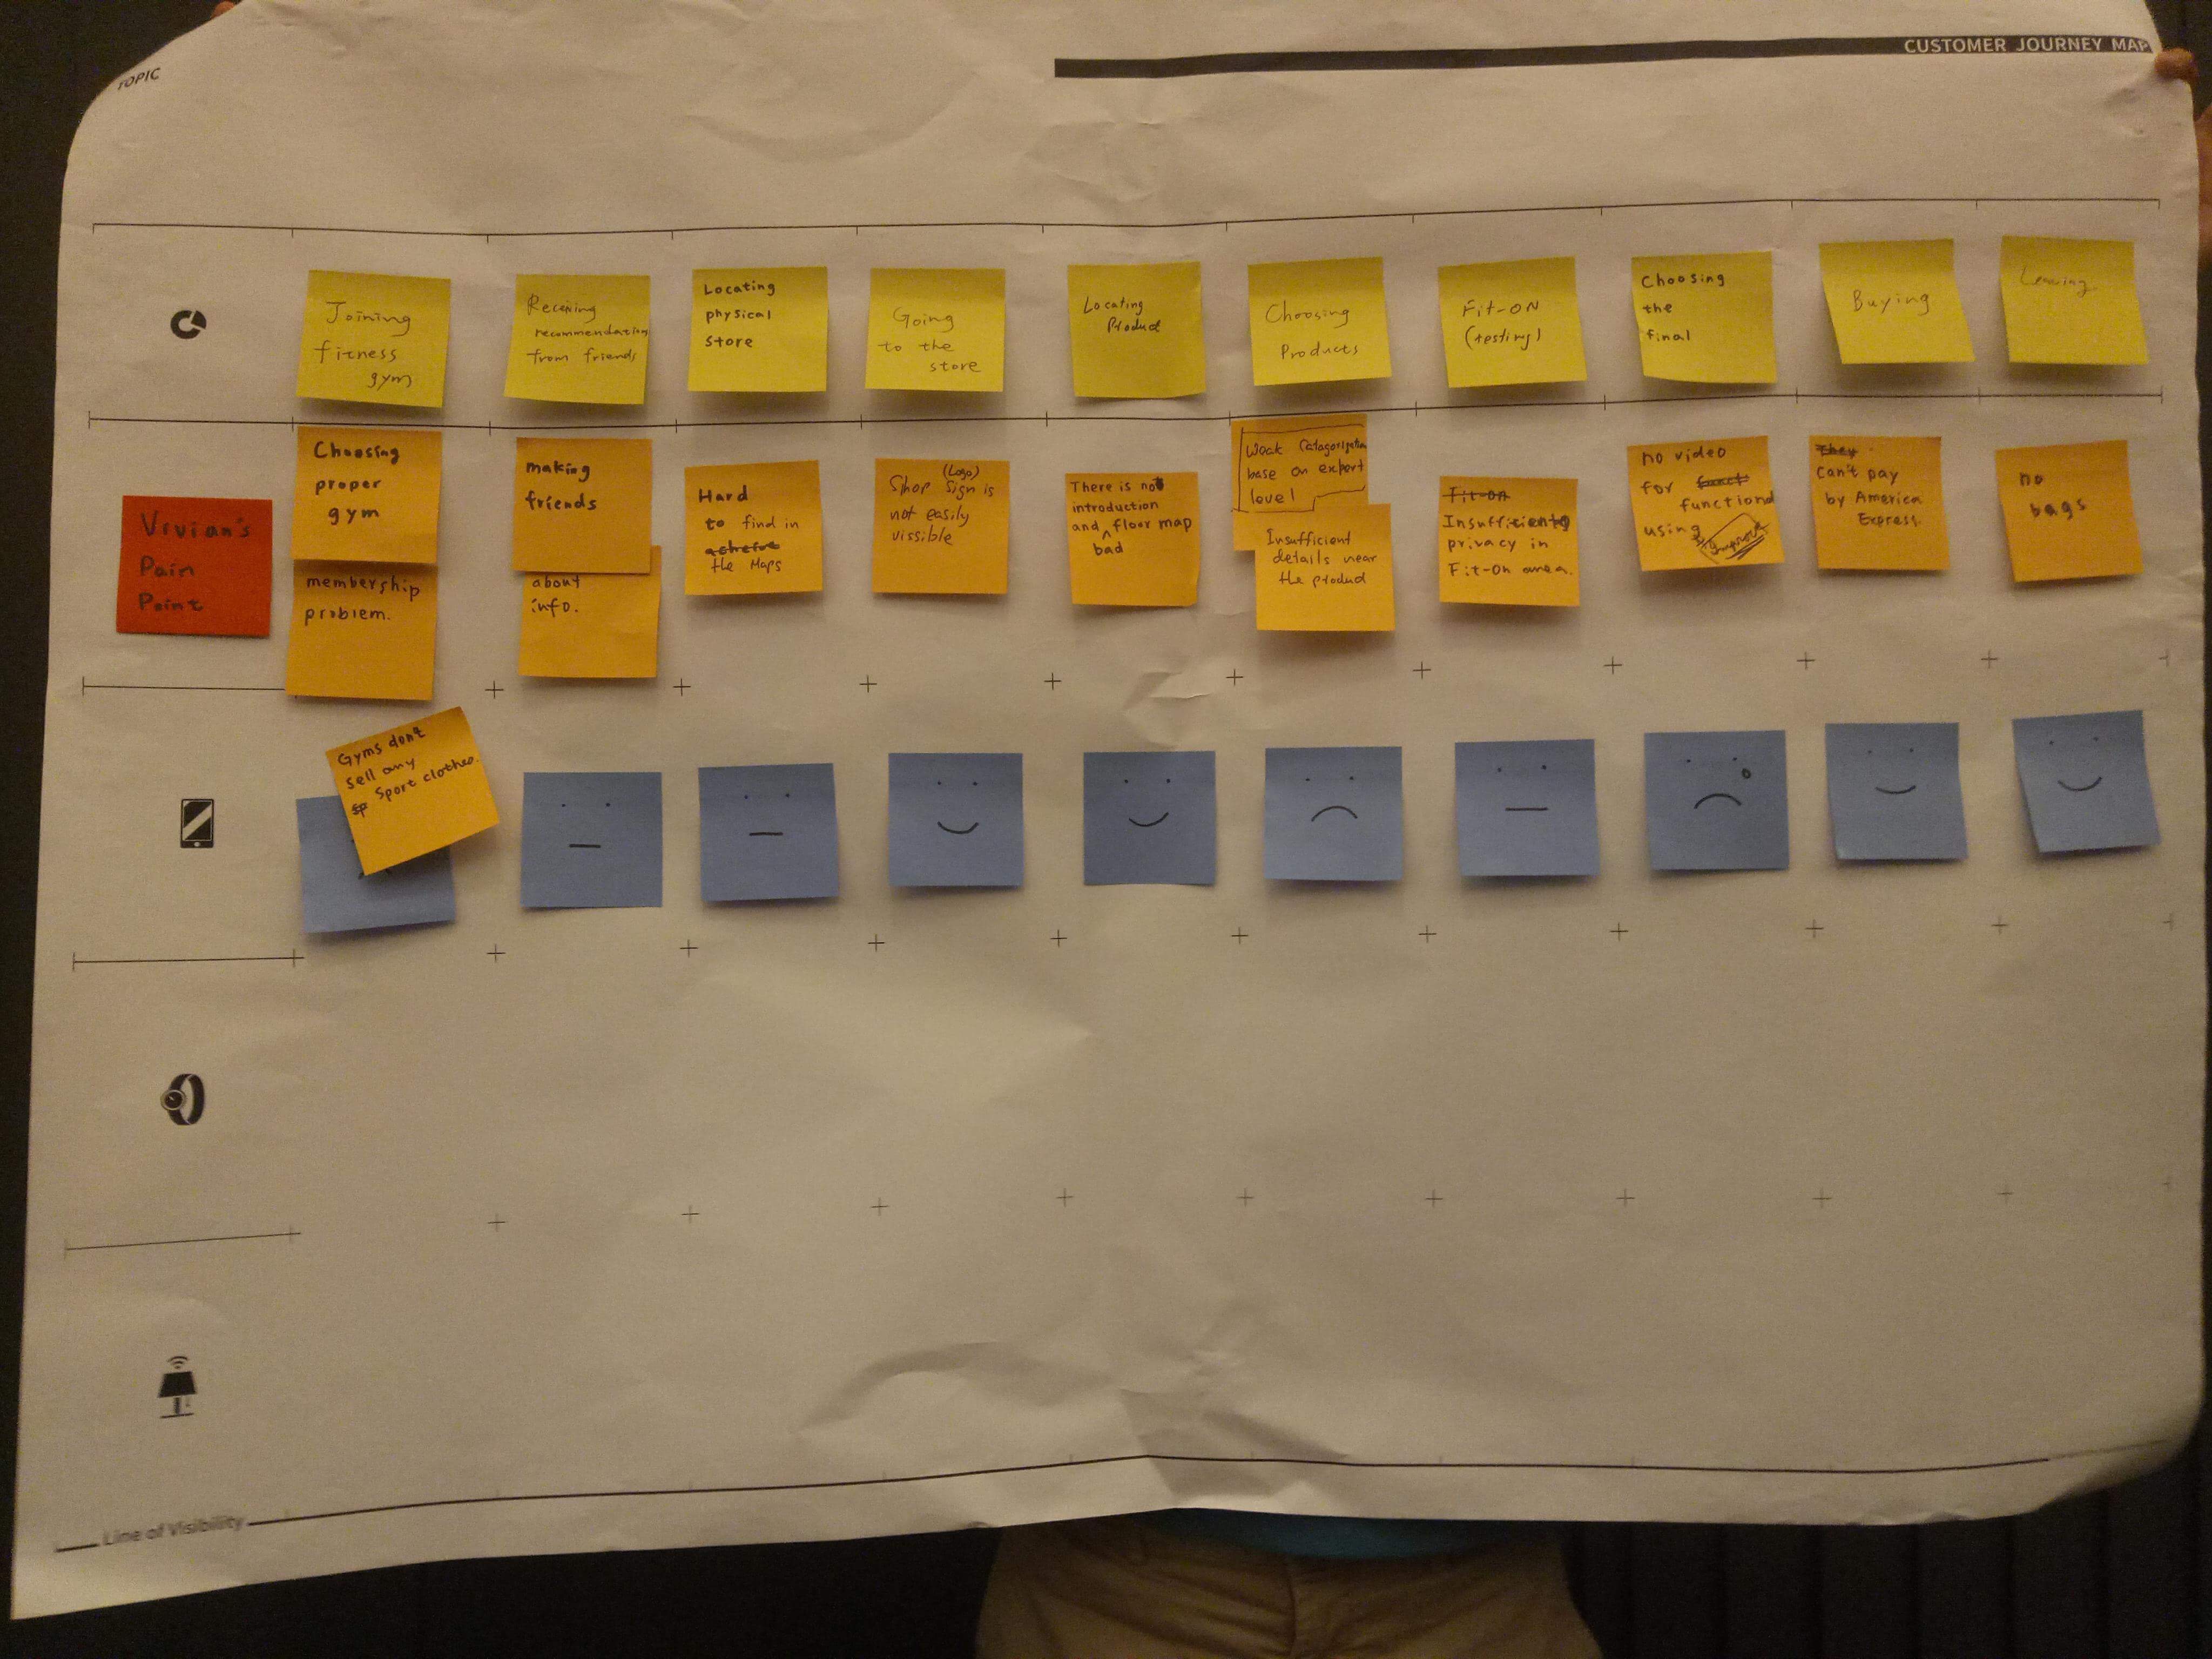 TOPIC
CUSTOMER JOURNEY MAP
Joining
fitness
gym
Receiving
recommendation
from friends
Locating
physical
store
Going
to the
store
Locating
Product
Choosing
Products
Fit-ON
(testing)
Choosing
the
final
Buying
Leaving
Vivian's
Pain
Point
Choosing
proper
gym
membership
problem.
making
friends
about
info.
Hard
to find in
the Maps
(Logo)
Shop Sign is
not easily
vissible
There is not
introduction
and floor map
bad
Weak Catagorization
base on expert
level
Insufficient
details near
the product
Fit-on
Insufficient
privacy in
Fit-On area.
no video
for funct
functional
using
They
Can't pay
by America
Express.
no
bags
Gyms don't
sell any
sp Sport clothes.
Line of Visibility